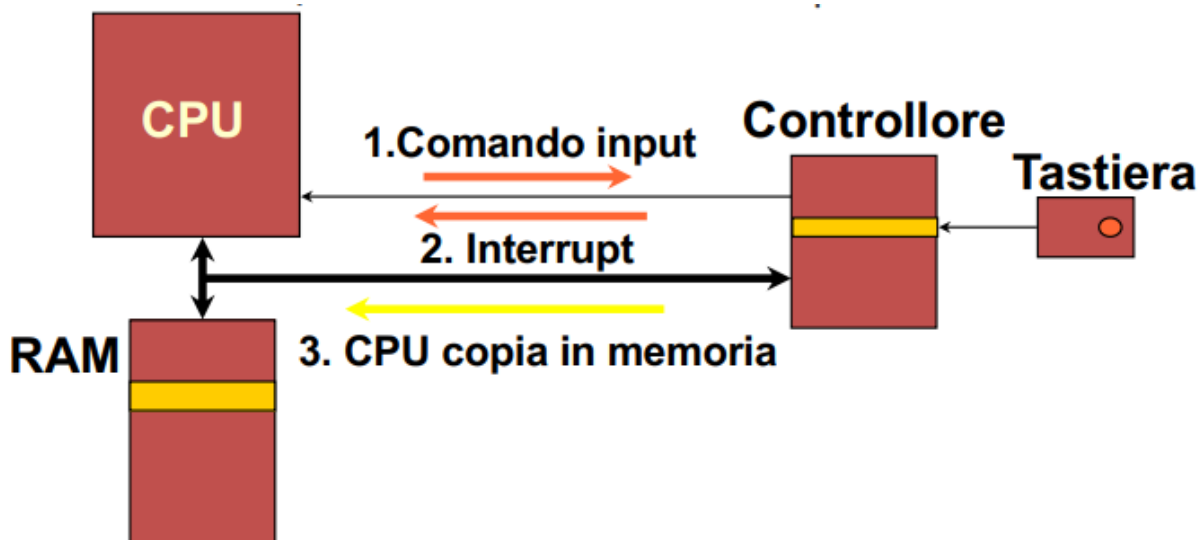 CPU
Controllore
1.Comando input
Tastiera
2. Interrupt
RAM
3. CPU copia in memoria